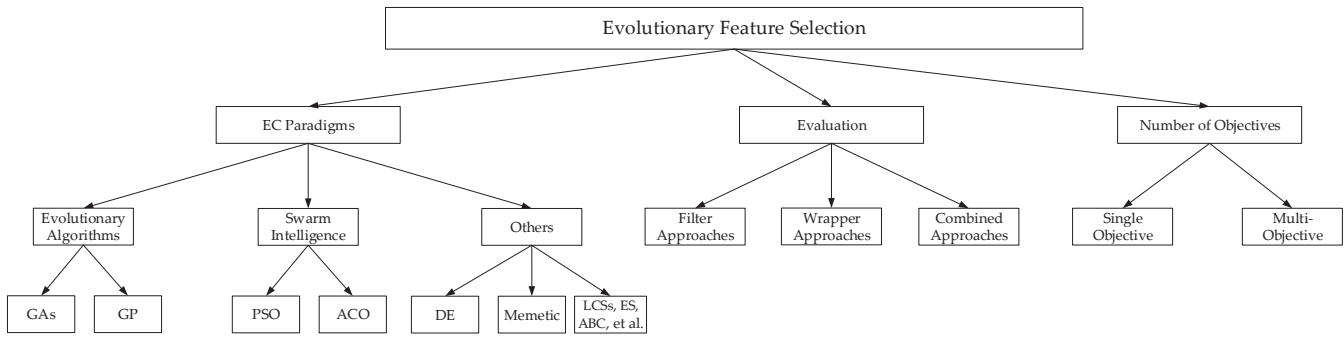 Evolutionary Feature Selection
EC Paradigms
Evaluation
Number of Objectives
Evolutionary
Algorithms
Swarm
Intelligence
Others
Filter
Approaches
Wrapper
Approaches
Combined
Approaches
Single
Objective
Multi-
Objective
GAs
GP
PSO
ACO
DE
Memetic
LCSs, ES,
ABC, et al.